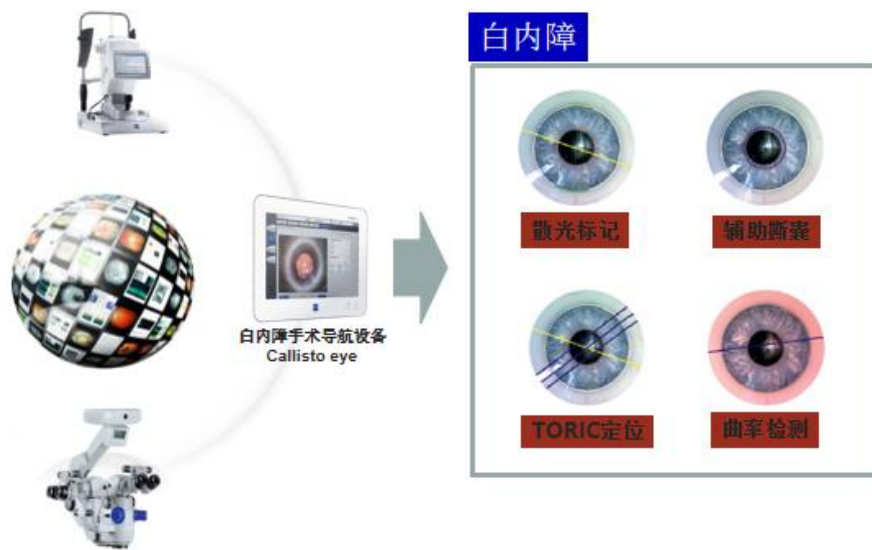 白内障
散光标记
辅助撕囊
白内障手术导航设备
Callisto eye
TORIC定位
曲率检测